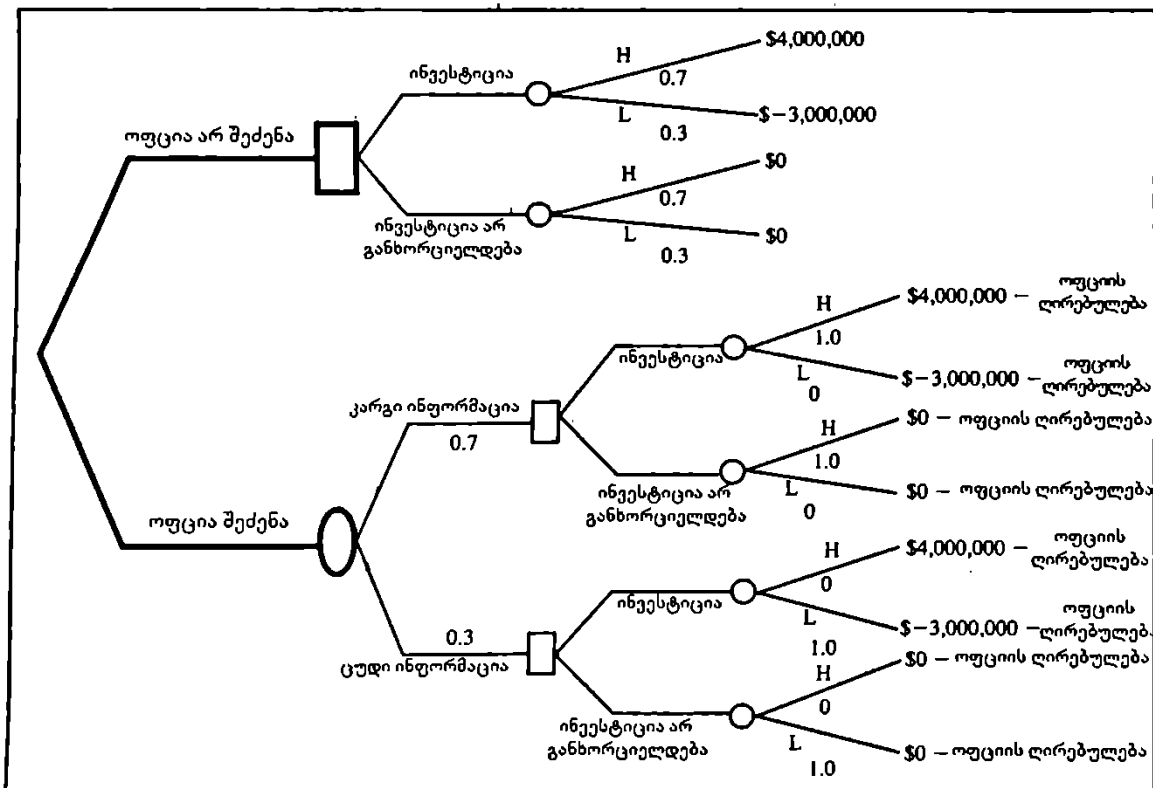 H
$4,000,000
ინვესტიცია
0.7
ოფცია არ შეძენა
L
$−3,000,000
0.3
H
$0
0.7
ინვესტიცია არ
განხორციელდება
L
$0
0.3
H
$4,000,000 — ოფციის
ღირებულება
1.0
ინვესტიცია
L
$−3,000,000 — ოფციის
ღირებულება
0
კარგი ინფორმაცია
0.7
H
$0 — ოფციის ღირებულება
1.0
ინვესტიცია არ
განხორციელდება
L
$0 — ოფციის ღირებულება
0
ოფცია შეძენა
H
$4,000,000 — ოფციის
ღირებულება
0
ინვესტიცია
L
$−3,000,000 — ოფციის
ღირებულება
1.0
0.3
ცუდი ინფორმაცია
H
$0 — ოფციის ღირებულება
0
ინვესტიცია არ
განხორციელდება
L
$0 — ოფციის ღირებულება
1.0